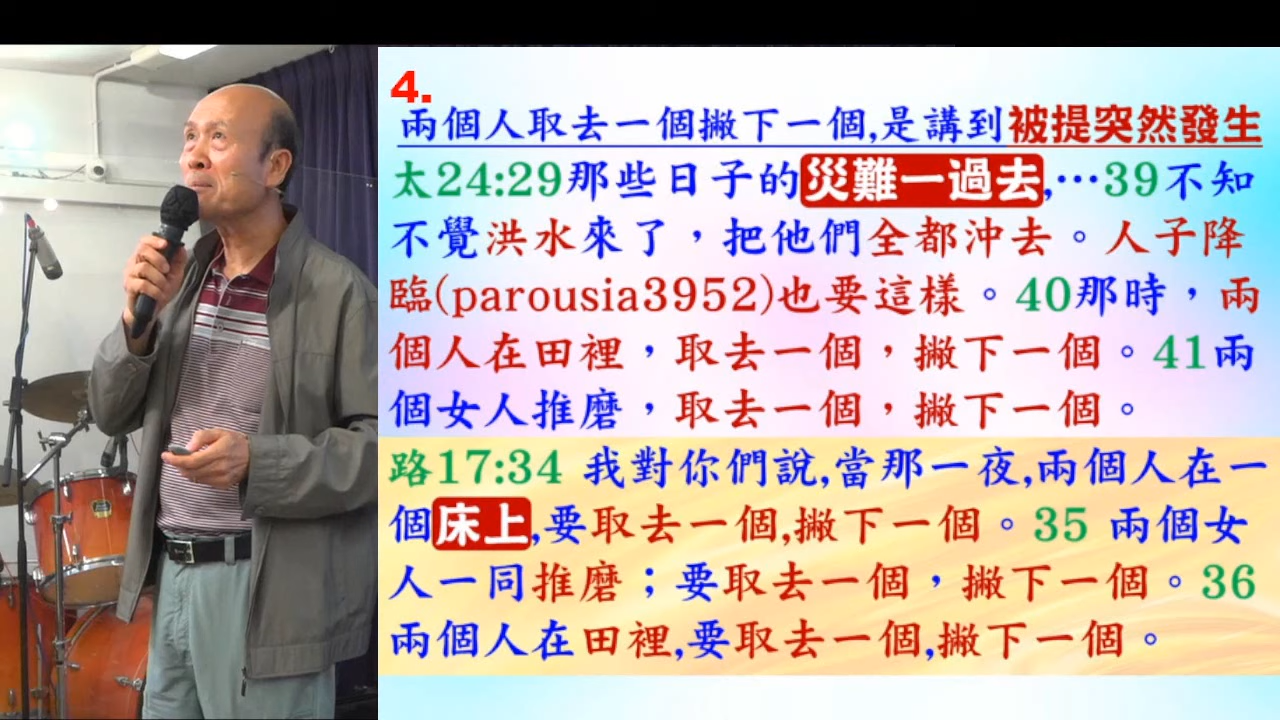 4.
兩個人取去一個撇下一個,是講到被提突然發生
太24:29那些日子的災難一過去,…39不知
不覺洪水來了，把他們全都沖去。人子降
臨(parousia3952)也要這樣。40那時，兩
個人在田裡，取去一個，撇下一個。41兩
個女人推磨，取去一個，撇下一個。
路17:34 我對你們說,當那一夜,兩個人在一
個床上,要取去一個,撇下一個。35 兩個女
人一同推磨；要取去一個，撇下一個。36
兩個人在田裡,要取去一個,撇下一個。